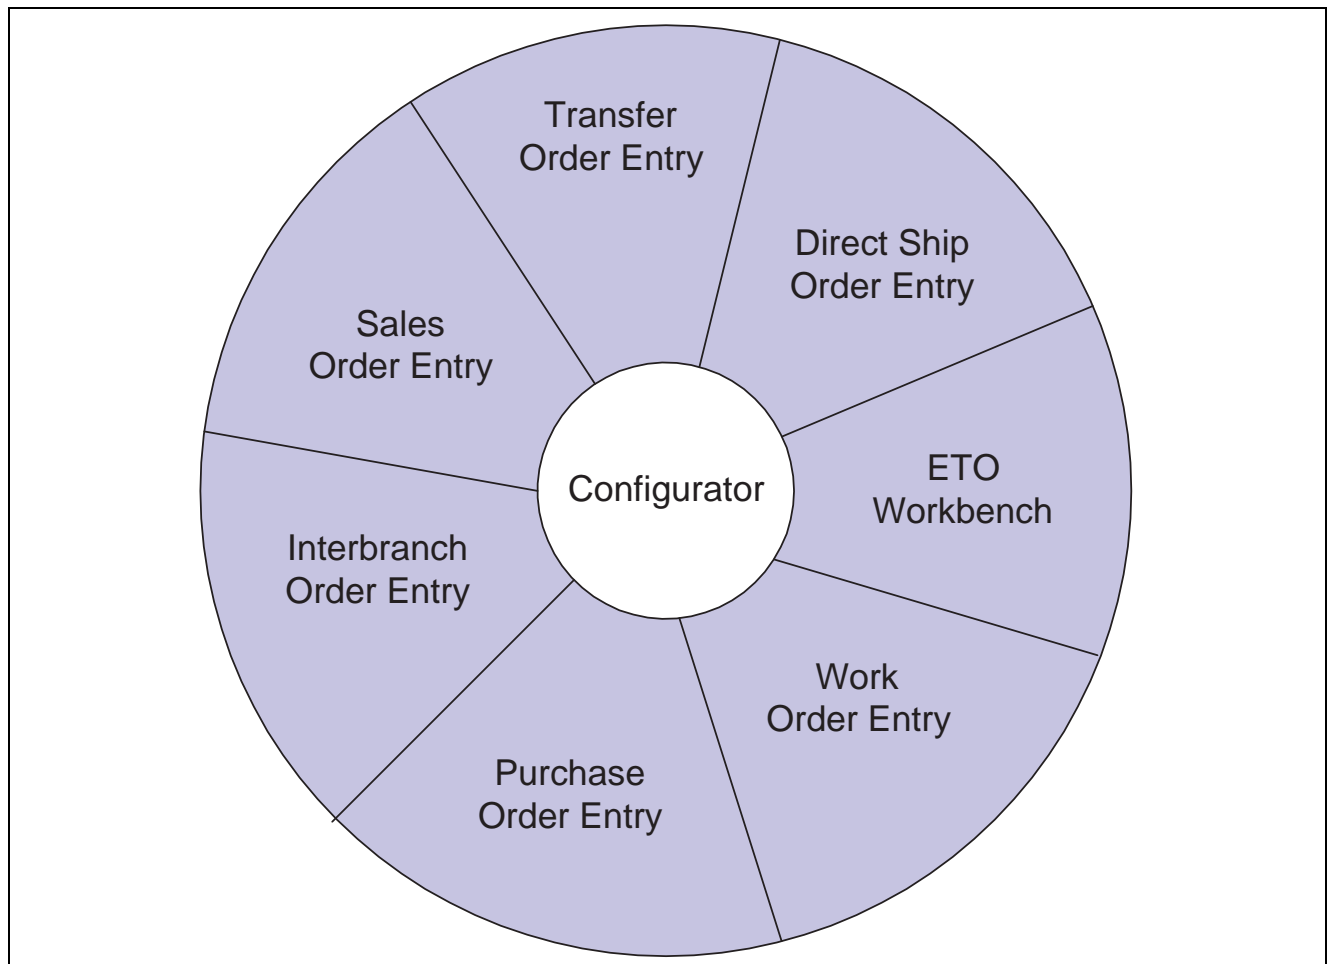 Transfer
Order Entry
Direct Ship
Order Entry
Sales
Order Entry
ETO
Workbench
Configurator
Interbranch
Order Entry
Work
Order Entry
Purchase
Order Entry